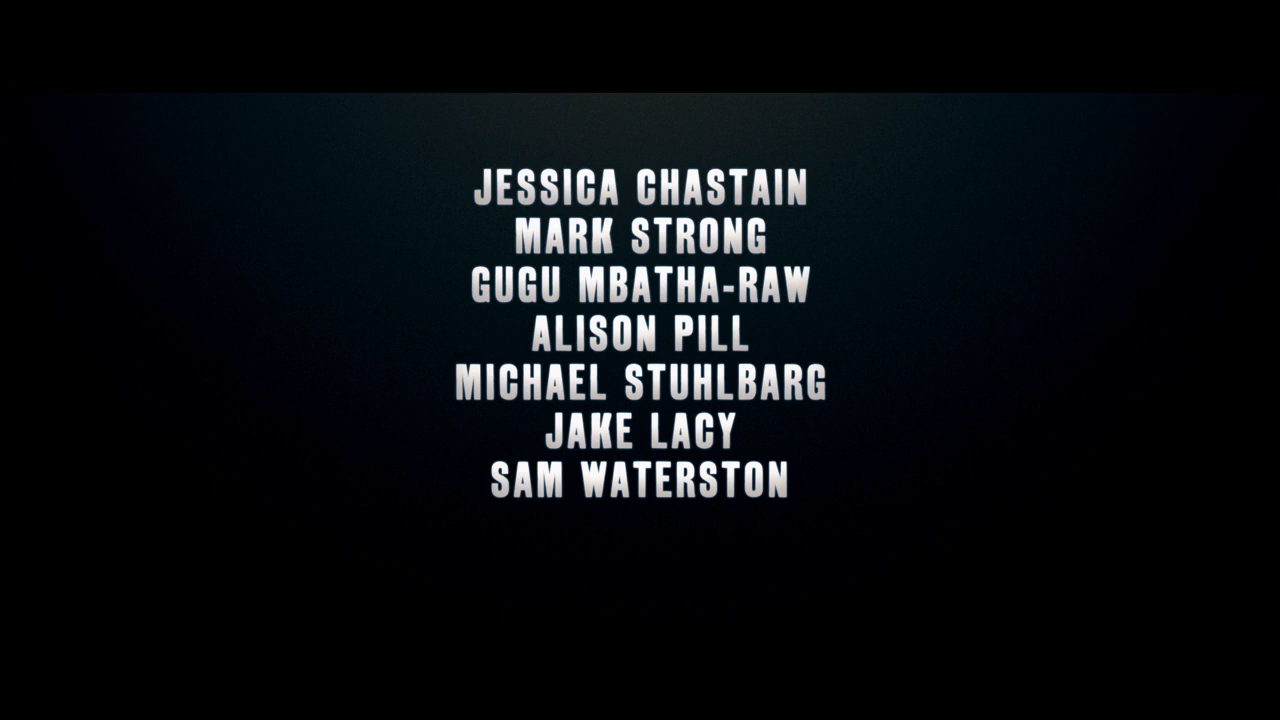 JESSICA CHASTAIN
MARK STRONG
GUGU MBATHA-RAW
ALISON PILL
MICHAEL STUHLBARG
JAKE LACY
SAM WATERSTON